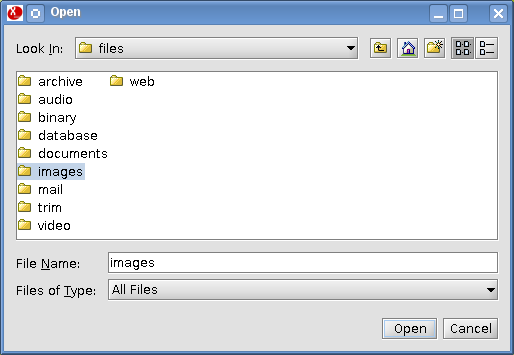 Open
Look In: files
archive web
audio
binary
database
documents
images
mail
trim
video
File Name: images
Files of Type: All Files
Open Cancel